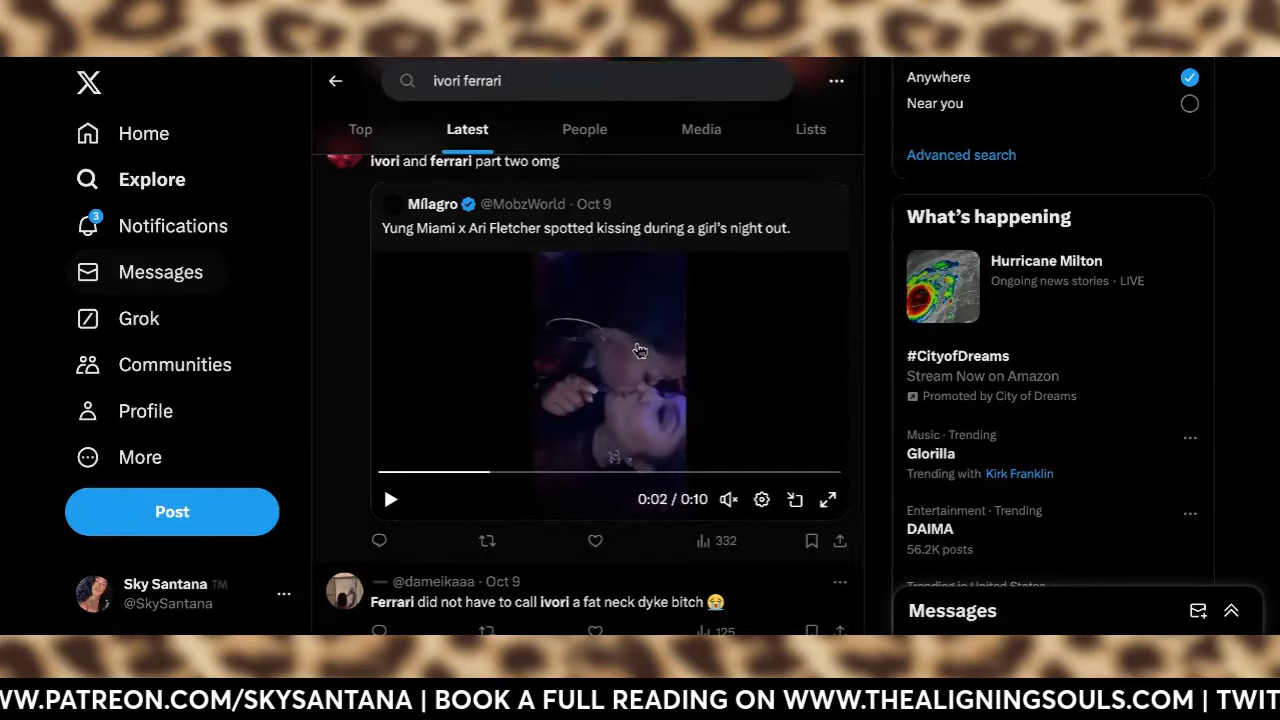 X
ivori ferrari
Top
Latest
People
Media
Lists
Home
Explore
3
Notifications
Messages
Grok
Communities
Profile
More
Post
Sky Santana TM
@SkySantana
ivori and ferrari part two omg
Mílagro @MobzWorld · Oct 9
Yung Miami x Ari Fletcher spotted kissing during a girl's night out.
0:02 / 0:10
332
— @dameikaaa · Oct 9
Ferrari did not have to call ivori a fat neck dyke bitch 😭
125
Anywhere
Near you
Advanced search
What's happening
Hurricane Milton
Ongoing news stories · LIVE
#CityofDreams
Stream Now on Amazon
Promoted by City of Dreams
Music · Trending
Glorilla
Trending with Kirk Franklin
Entertainment · Trending
DAIMA
56.2K posts
Trending in United States
Messages
WW.PATREON.COM/SKYSANTANA | BOOK A FULL READING ON WWW.THEALIGNINGSOULS.COM | TWIT